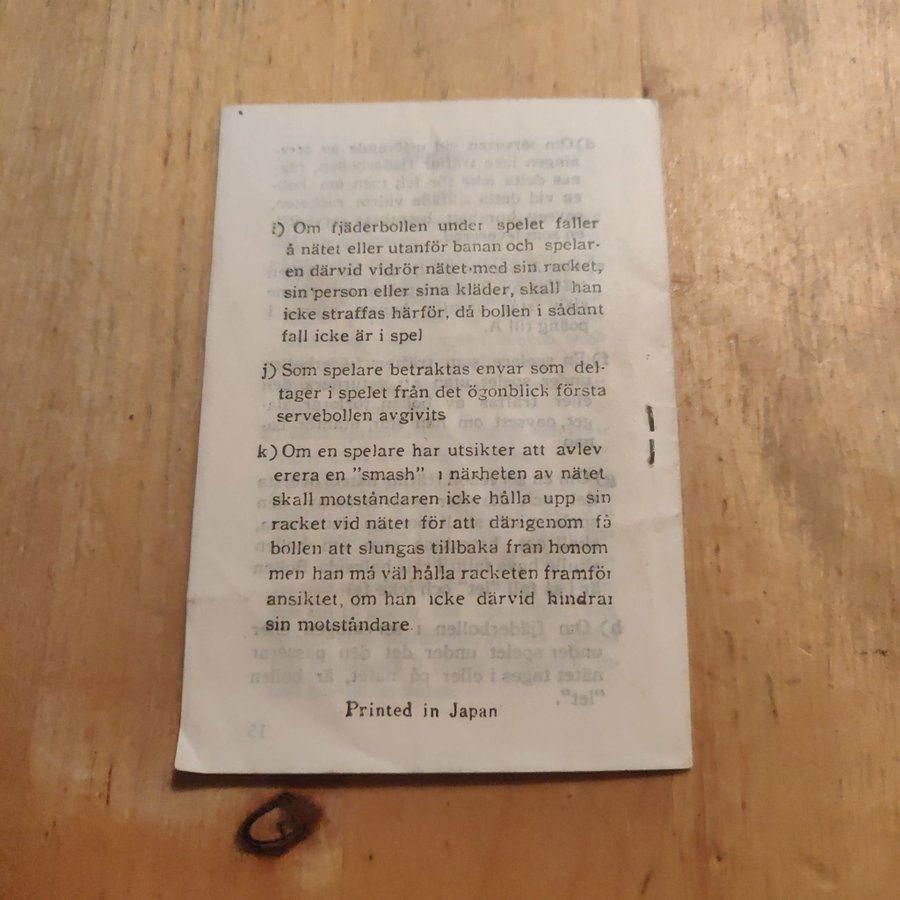 i) Om fjäderbollen under spelet faller
å nätet eller utanför banan och spelar-
en därvid vidrör nätet med sin racket,
sin person eller sina kläder, skall han
icke straffas härför, då bollen i sådant
fall icke är i spel
j) Som spelare betraktas envar som del-
tager i spelet från det ögonblick första
servebollen avgivits
k) Om en spelare har utsikter att avlev
erera en ”smash” i närheten av nätet
skall motståndaren icke hålla upp sin
racket vid nätet för att därigenom få
bollen att slungas tillbaka från honom
men han må väl hålla racketen framför
ansiktet, om han icke därvid hindrar
sin motståndare.
Printed in Japan